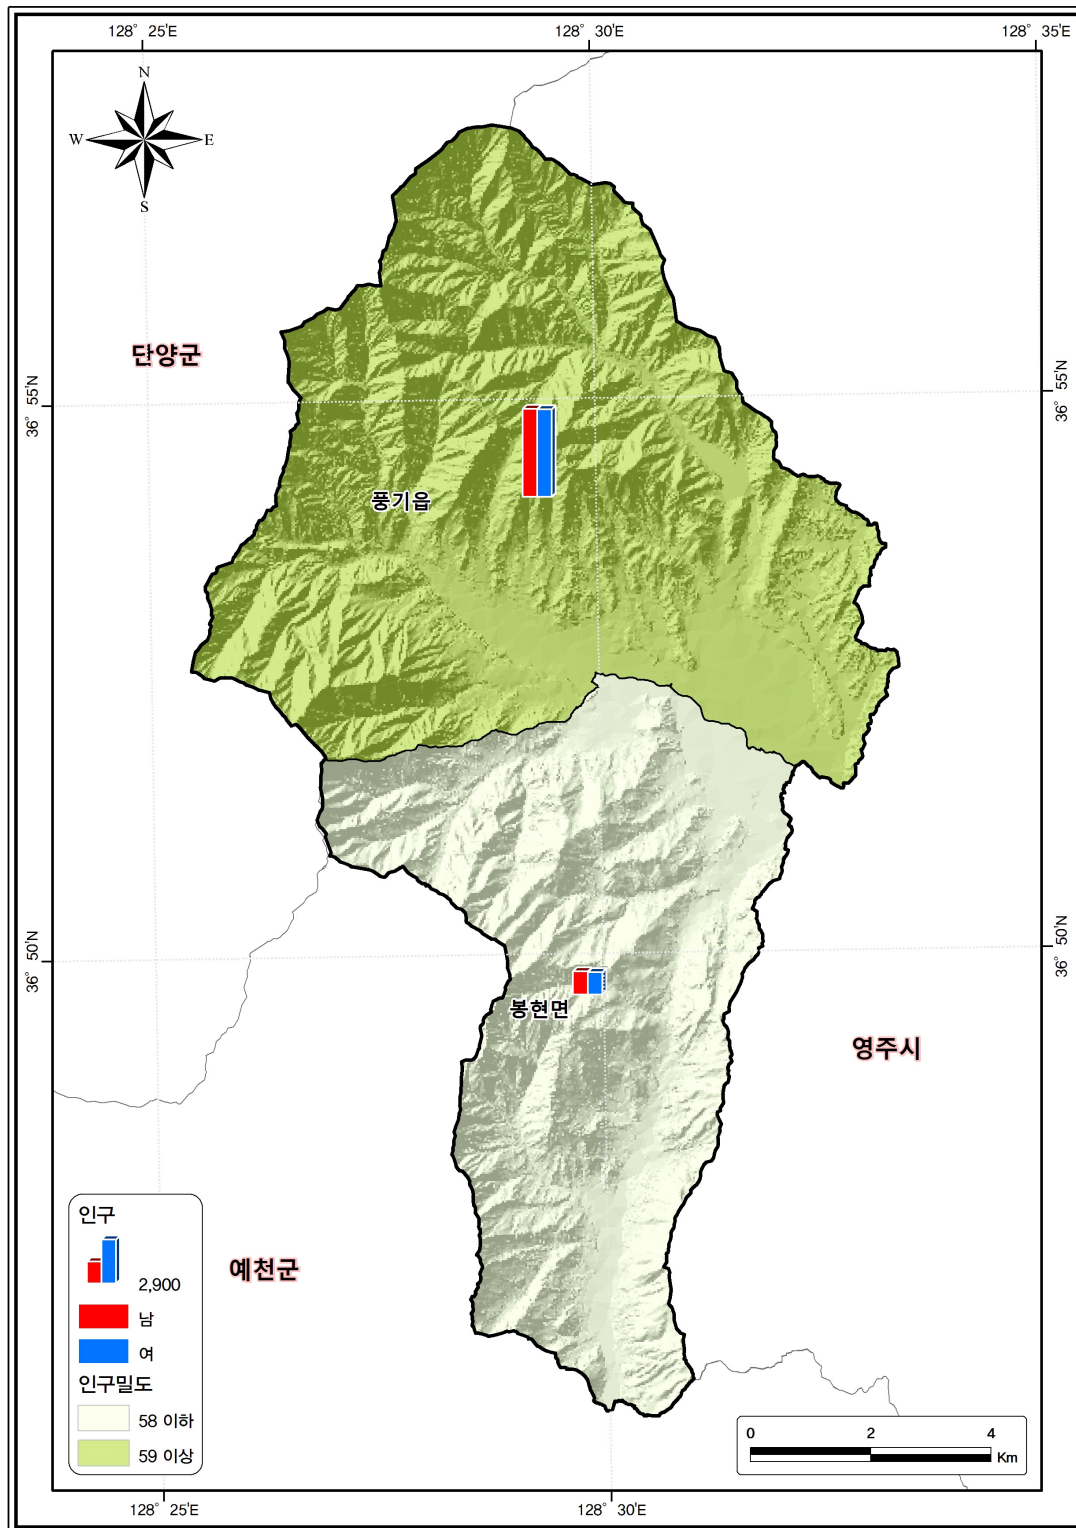 128° 25'E
128° 30'E
128° 35'E
N
W
E
S
단양군
36° 55'N
36° 55'N
풍기읍
36° 50'N
36° 50'N
봉현면
영주시
예천군
인구
2,900
남
여
인구밀도
58 이하
59 이상
0 2 4
Km
128° 25'E
128° 30'E